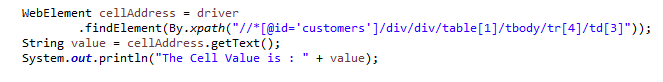 WebElement cellAddress = driver
.findElement(By.xpath("//*[@id='customers']/div/div/table[1]/tbody/tr[4]/td[3]"));
String value = cellAddress.getText();
System.out.println("The Cell Value is : " + value);